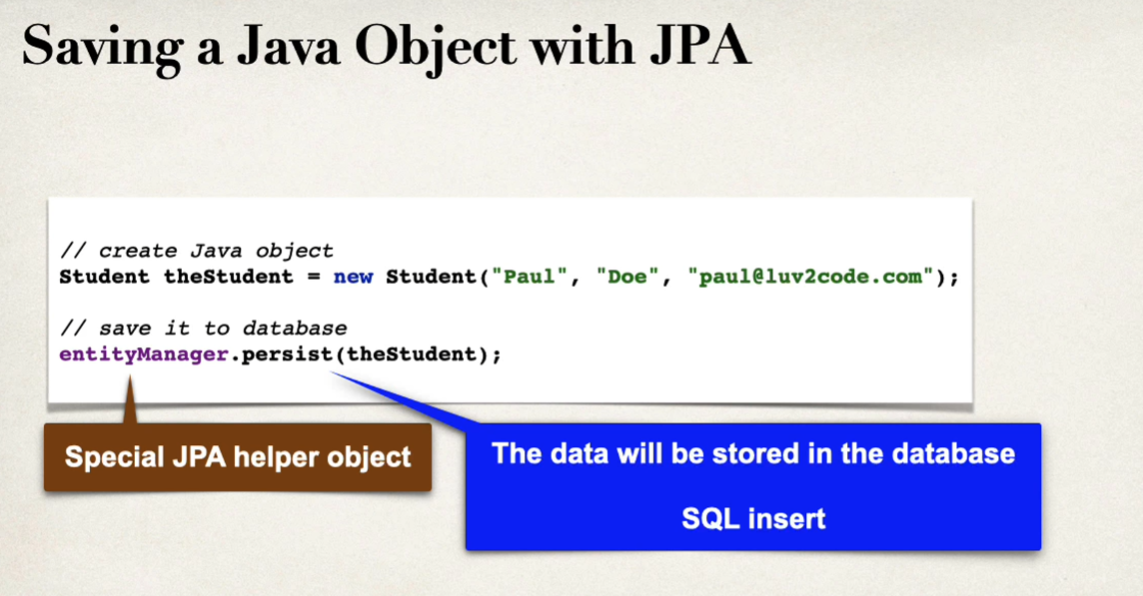 Saving a Java Object with JPA
// create Java object
Student theStudent = new Student("Paul", "Doe", "paul@luv2code.com");
// save it to database
entityManager.persist(theStudent);
Special JPA helper object
The data will be stored in the database
SQL insert